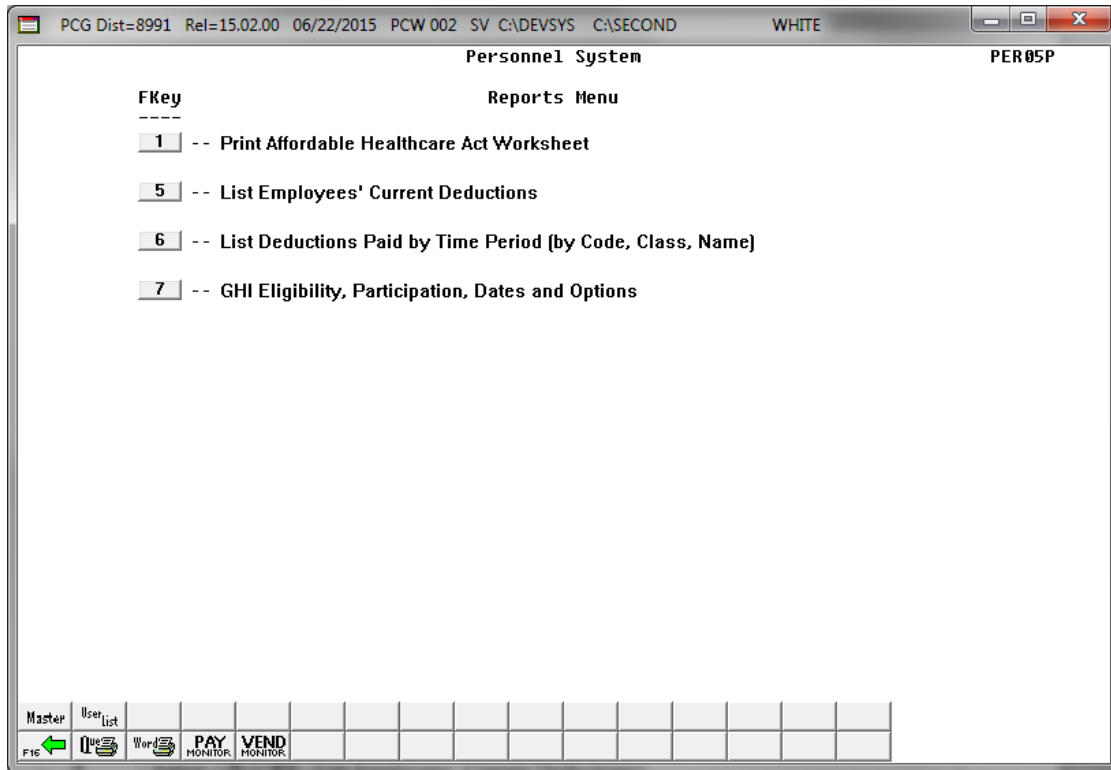 PCG Dist=8991 Rel=15.02.00 06/22/2015 PCW 002 SV C:\DEVSYS C:\SECOND WHITE
Personnel System PER05P
FKey Reports Menu
----
1 -- Print Affordable Healthcare Act Worksheet
5 -- List Employees' Current Deductions
6 -- List Deductions Paid by Time Period (by Code, Class, Name)
7 -- GHI Eligibility, Participation, Dates and Options
Master User List
F16 Que Word PAY MONITOR VEND MONITOR